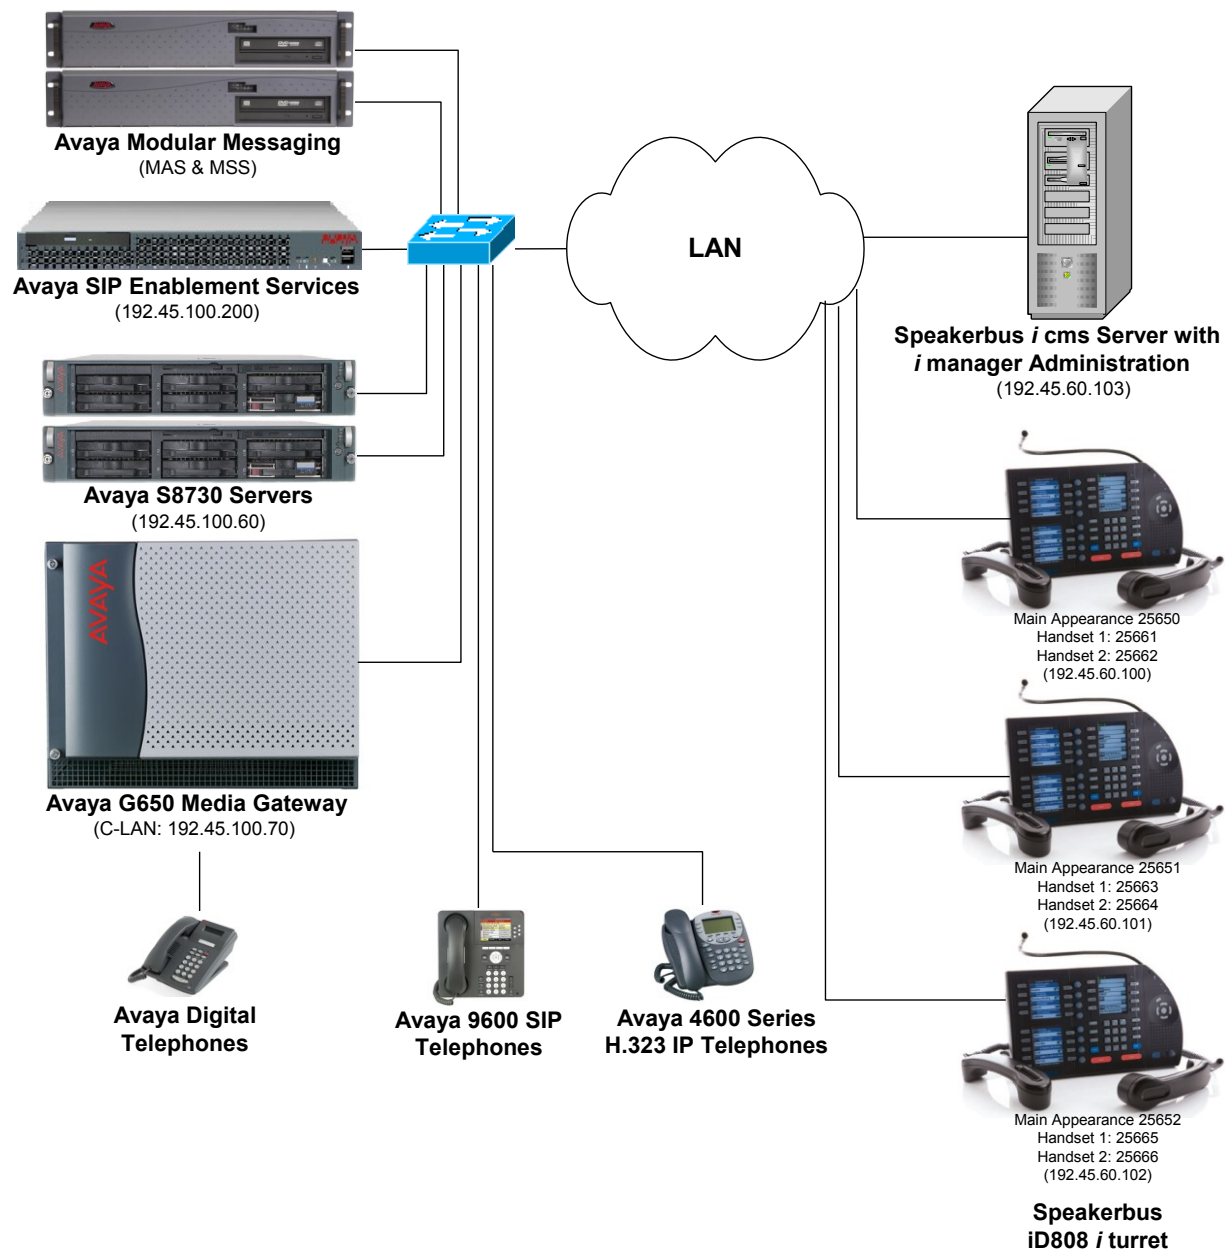 Avaya Modular Messaging
(MAS & MSS)
AVAYA
Avaya SIP Enablement Services
(192.45.100.200)
Avaya S8730 Servers
(192.45.100.60)
AVAYA
Avaya G650 Media Gateway
(C-LAN: 192.45.100.70)
Avaya Digital
Telephones
Avaya 9600 SIP
Telephones
Avaya 4600 Series
H.323 IP Telephones
LAN
Speakerbus i cms Server with
i manager Administration
(192.45.60.103)
Main Appearance 25650
Handset 1: 25661
Handset 2: 25662
(192.45.60.100)
Main Appearance 25651
Handset 1: 25663
Handset 2: 25664
(192.45.60.101)
Main Appearance 25652
Handset 1: 25665
Handset 2: 25666
(192.45.60.102)
Speakerbus
iD808 i turret